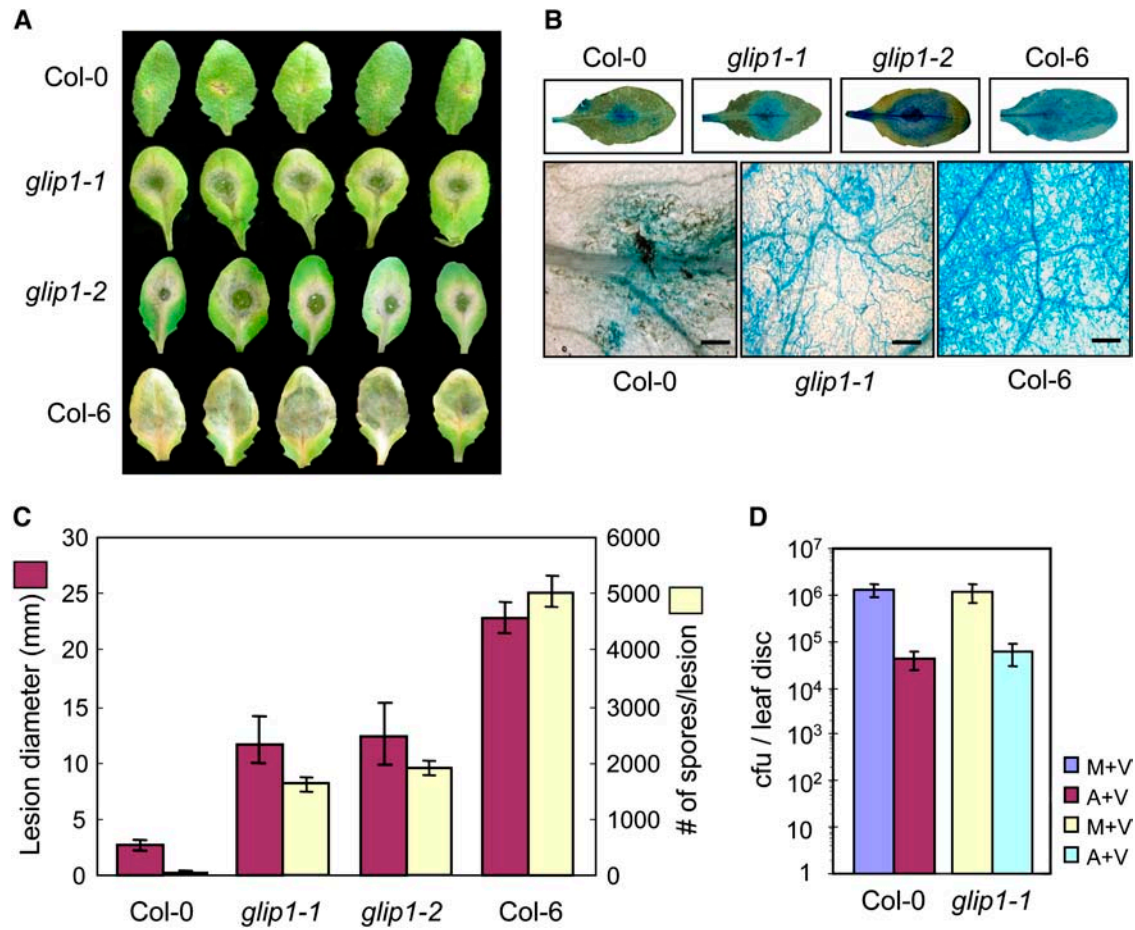 A
Col-0
glip1-1
glip1-2
Col-6
B
Col-0 glip1-1 glip1-2 Col-6
Col-0 glip1-1 Col-6
C
Lesion diameter (mm)
30
25
20
15
10
5
0
# of spores/lesion
6000
5000
4000
3000
2000
1000
0
Col-0 glip1-1 glip1-2 Col-6
D
cfu / leaf disc
10⁷
10⁶
10⁵
10⁴
10³
10²
10
1
Col-0 glip1-1
M+V
A+V
M+V
A+V